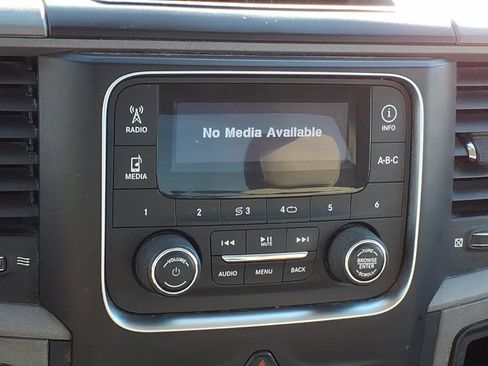 RADIO
No Media Available
INFO
MEDIA
A-B-C
1 2 3 4 5 6
MUTE
VOLUME
AUDIO MENU BACK
TUNE
BROWSE
ENTER
SCROLL